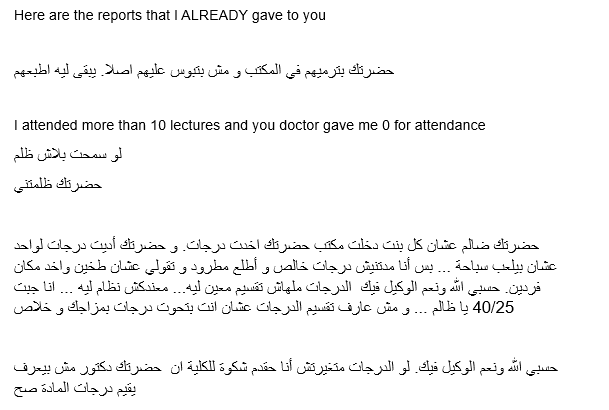 Here are the reports that I ALREADY gave to you
حضرتك بترميهم في المكتب و مش بتبوس عليهم اصلا. يبقى ليه اطبعهم
I attended more than 10 lectures and you doctor gave me 0 for attendance
لو سمحت بلاش ظلم
حضرتك ظلمتني
حضرتك ضالم عشان كل بنت دخلت مكتب حضرتك اخدت درجات. و حضرتك أديت درجات لواحد
عشان بيلعب سباحة ... بس أنا مدتنيش درجات خالص و أطلع مطرود و تقولي عشان طخين واخد مكان
فردين. حسبي الله ونعم الوكيل فيك الدرجات ملهاش تقسيم معين ليه... معندكش نظام ليه ... انا جبت
40/25 يا ظالم ... و مش عارف تقسيم الدرجات عشان انت بتحوت درجات بمزاجك و خلاص
حسبي الله ونعم الوكيل فيك. لو الدرجات متغيرتش أنا حقدم شكوة للكلية ان حضرتك دكتور مش بيعرف
يقيم درجات المادة صح